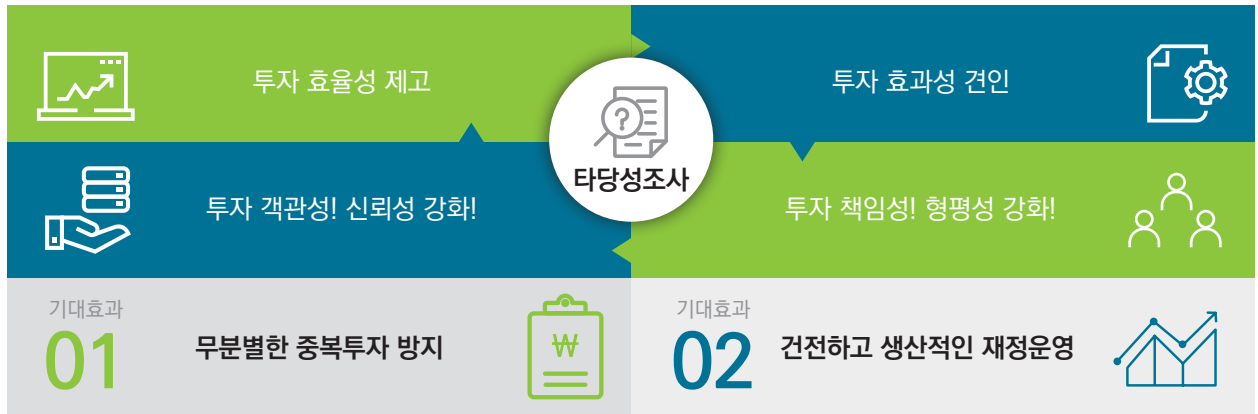 투자 효율성 제고
투자 효과성 견인
타당성조사
투자 객관성! 신뢰성 강화!
투자 책임성! 형평성 강화!
기대효과
01
무분별한 중복투자 방지
₩
기대효과
02
건전하고 생산적인 재정운영